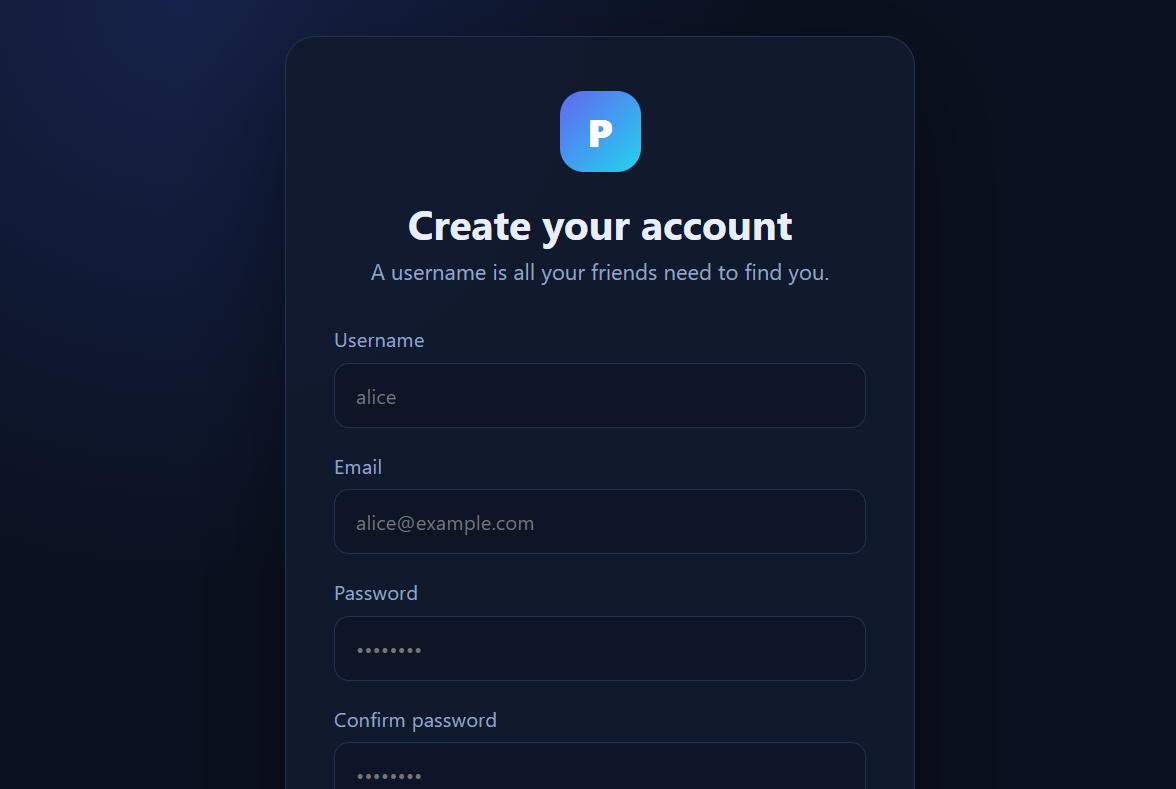 P
Create your account
A username is all your friends need to find you.
Username
alice
Email
alice@example.com
Password
••••••••
Confirm password
••••••••